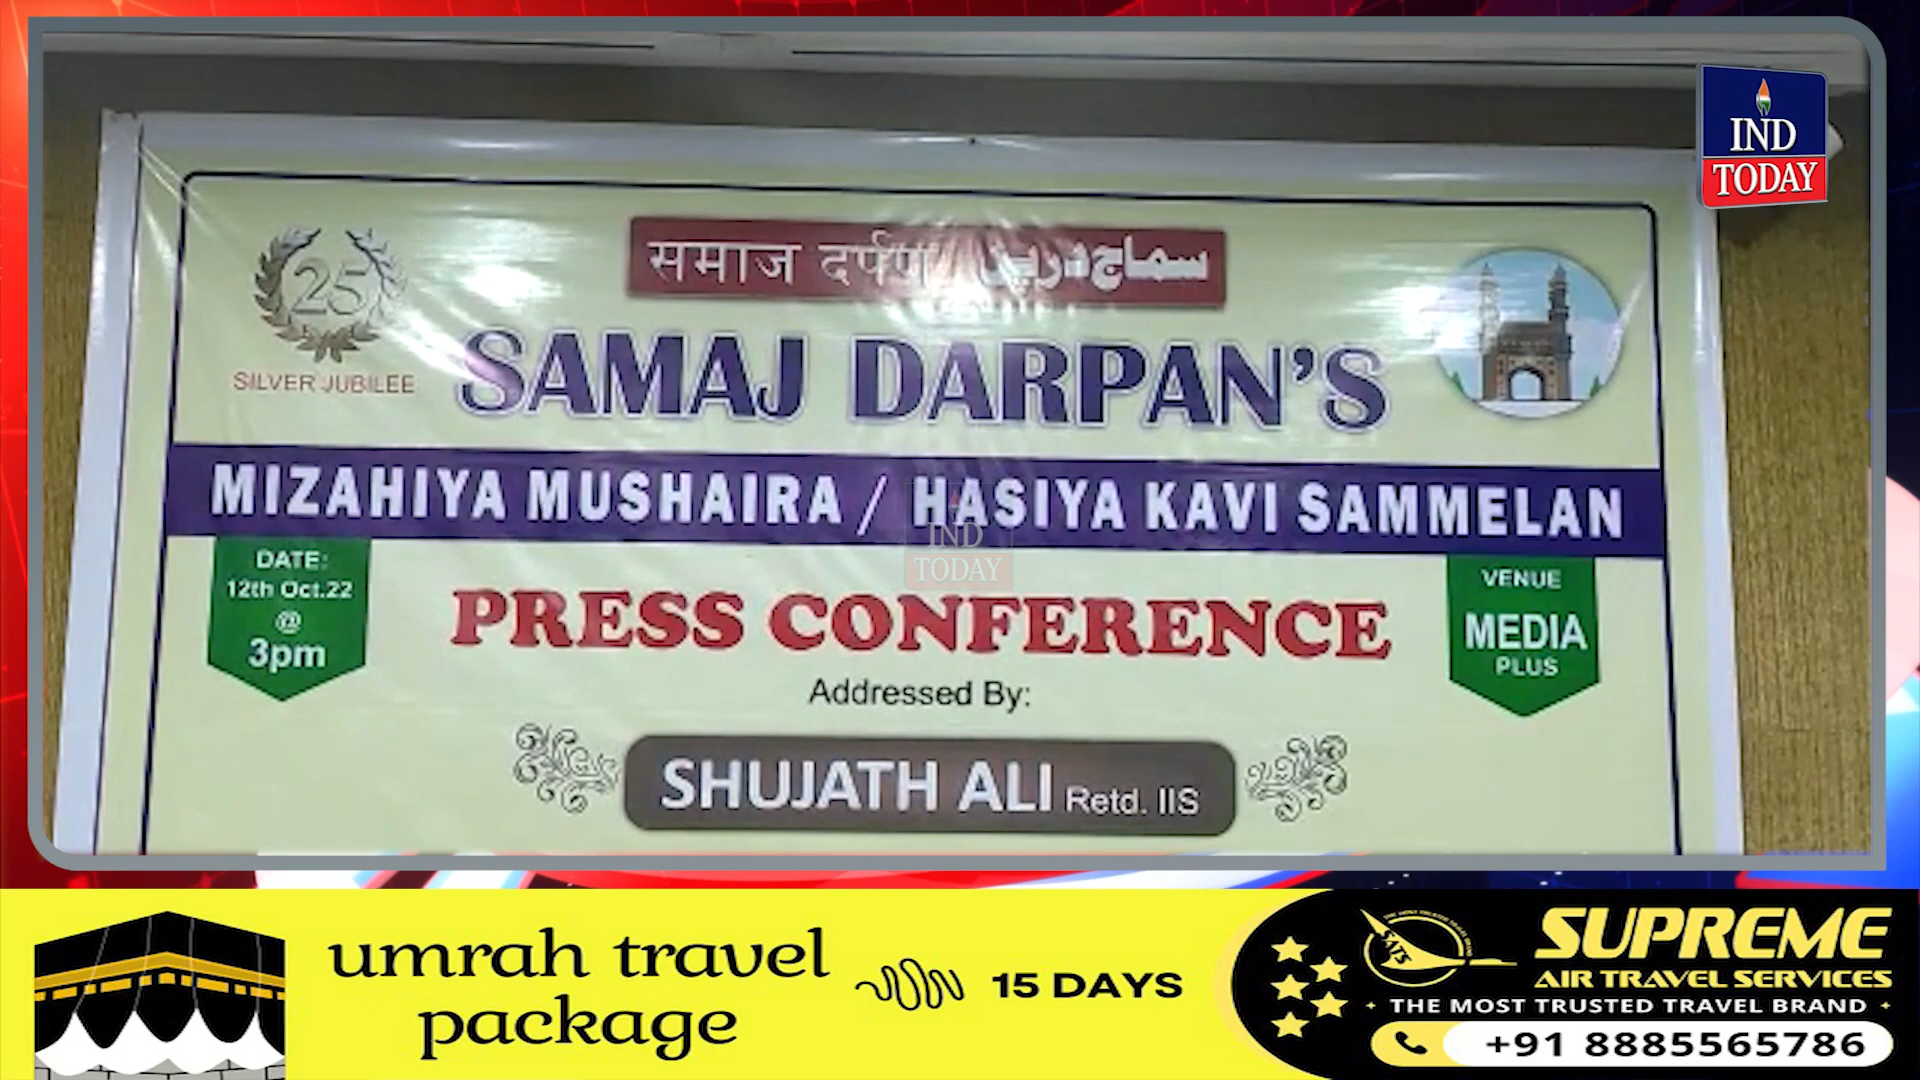 IND
TODAY
समाज दर्पण سماج درپن
25
SILVER JUBILEE
SAMAJ DARPAN'S
MIZAHIYA MUSHAIRA / HASIYA KAVI SAMMELAN
DATE:
12th Oct.22
@
3pm
IND
TODAY
PRESS CONFERENCE
VENUE
MEDIA
PLUS
Addressed By:
SHUJATH ALI Retd. IIS
umrah travel
package
15 DAYS
SATS
SUPREME
AIR TRAVEL SERVICES
THE MOST TRUSTED TRAVEL BRAND
+91 8885565786